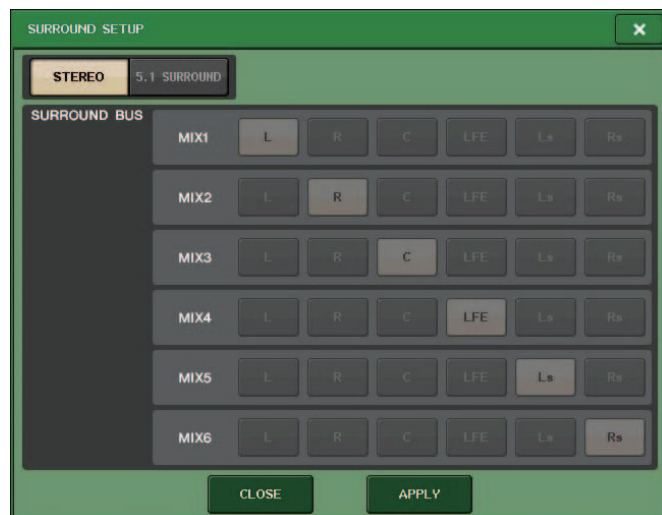 SURROUND SETUP
STEREO 5.1 SURROUND
SURROUND BUS
MIX1 L R C LFE Ls Rs
MIX2 L R C LFE Ls Rs
MIX3 L R C LFE Ls Rs
MIX4 L R C LFE Ls Rs
MIX5 L R C LFE Ls Rs
MIX6 L R C LFE Ls Rs
CLOSE APPLY